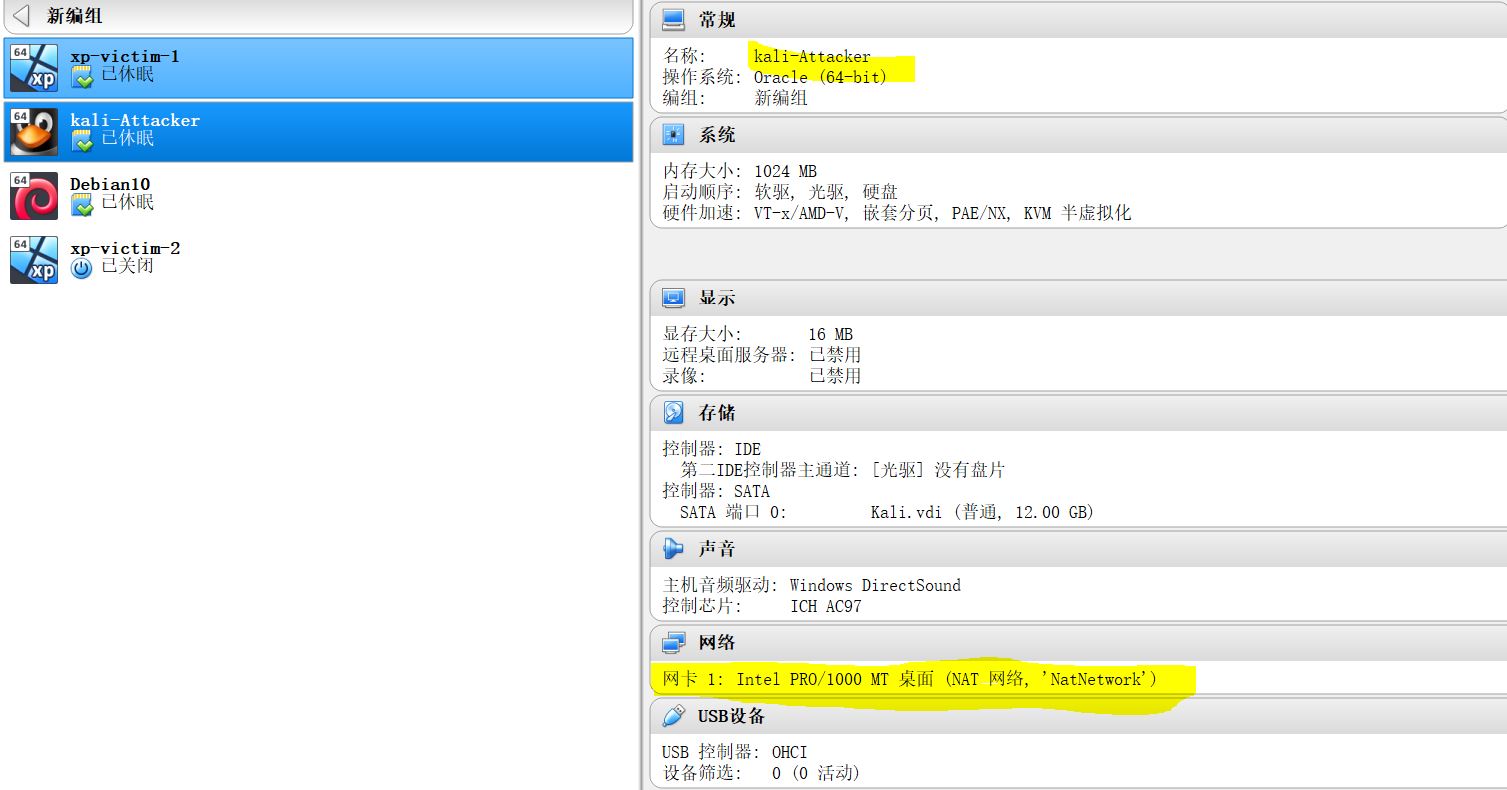 新编组
64
xp
xp-victim-1
已休眠
64
kali-Attacker
已休眠
64
Debian10
已休眠
64
xp
xp-victim-2
已关闭
常规
名称: kali-Attacker
操作系统: Oracle (64-bit)
编组: 新编组
系统
内存大小: 1024 MB
启动顺序: 软驱, 光驱, 硬盘
硬件加速: VT-x/AMD-V, 嵌套分页, PAE/NX, KVM 半虚拟化
显示
显存大小: 16 MB
远程桌面服务器: 已禁用
录像: 已禁用
存储
控制器: IDE
第二IDE控制器主通道: [光驱] 没有盘片
控制器: SATA
SATA 端口 0: Kali.vdi (普通, 12.00 GB)
声音
主机音频驱动: Windows DirectSound
控制芯片: ICH AC97
网络
网卡 1: Intel PRO/1000 MT 桌面 (NAT 网络, 'NatNetwork')
USB设备
USB 控制器: OHCI
设备筛选: 0 (0 活动)